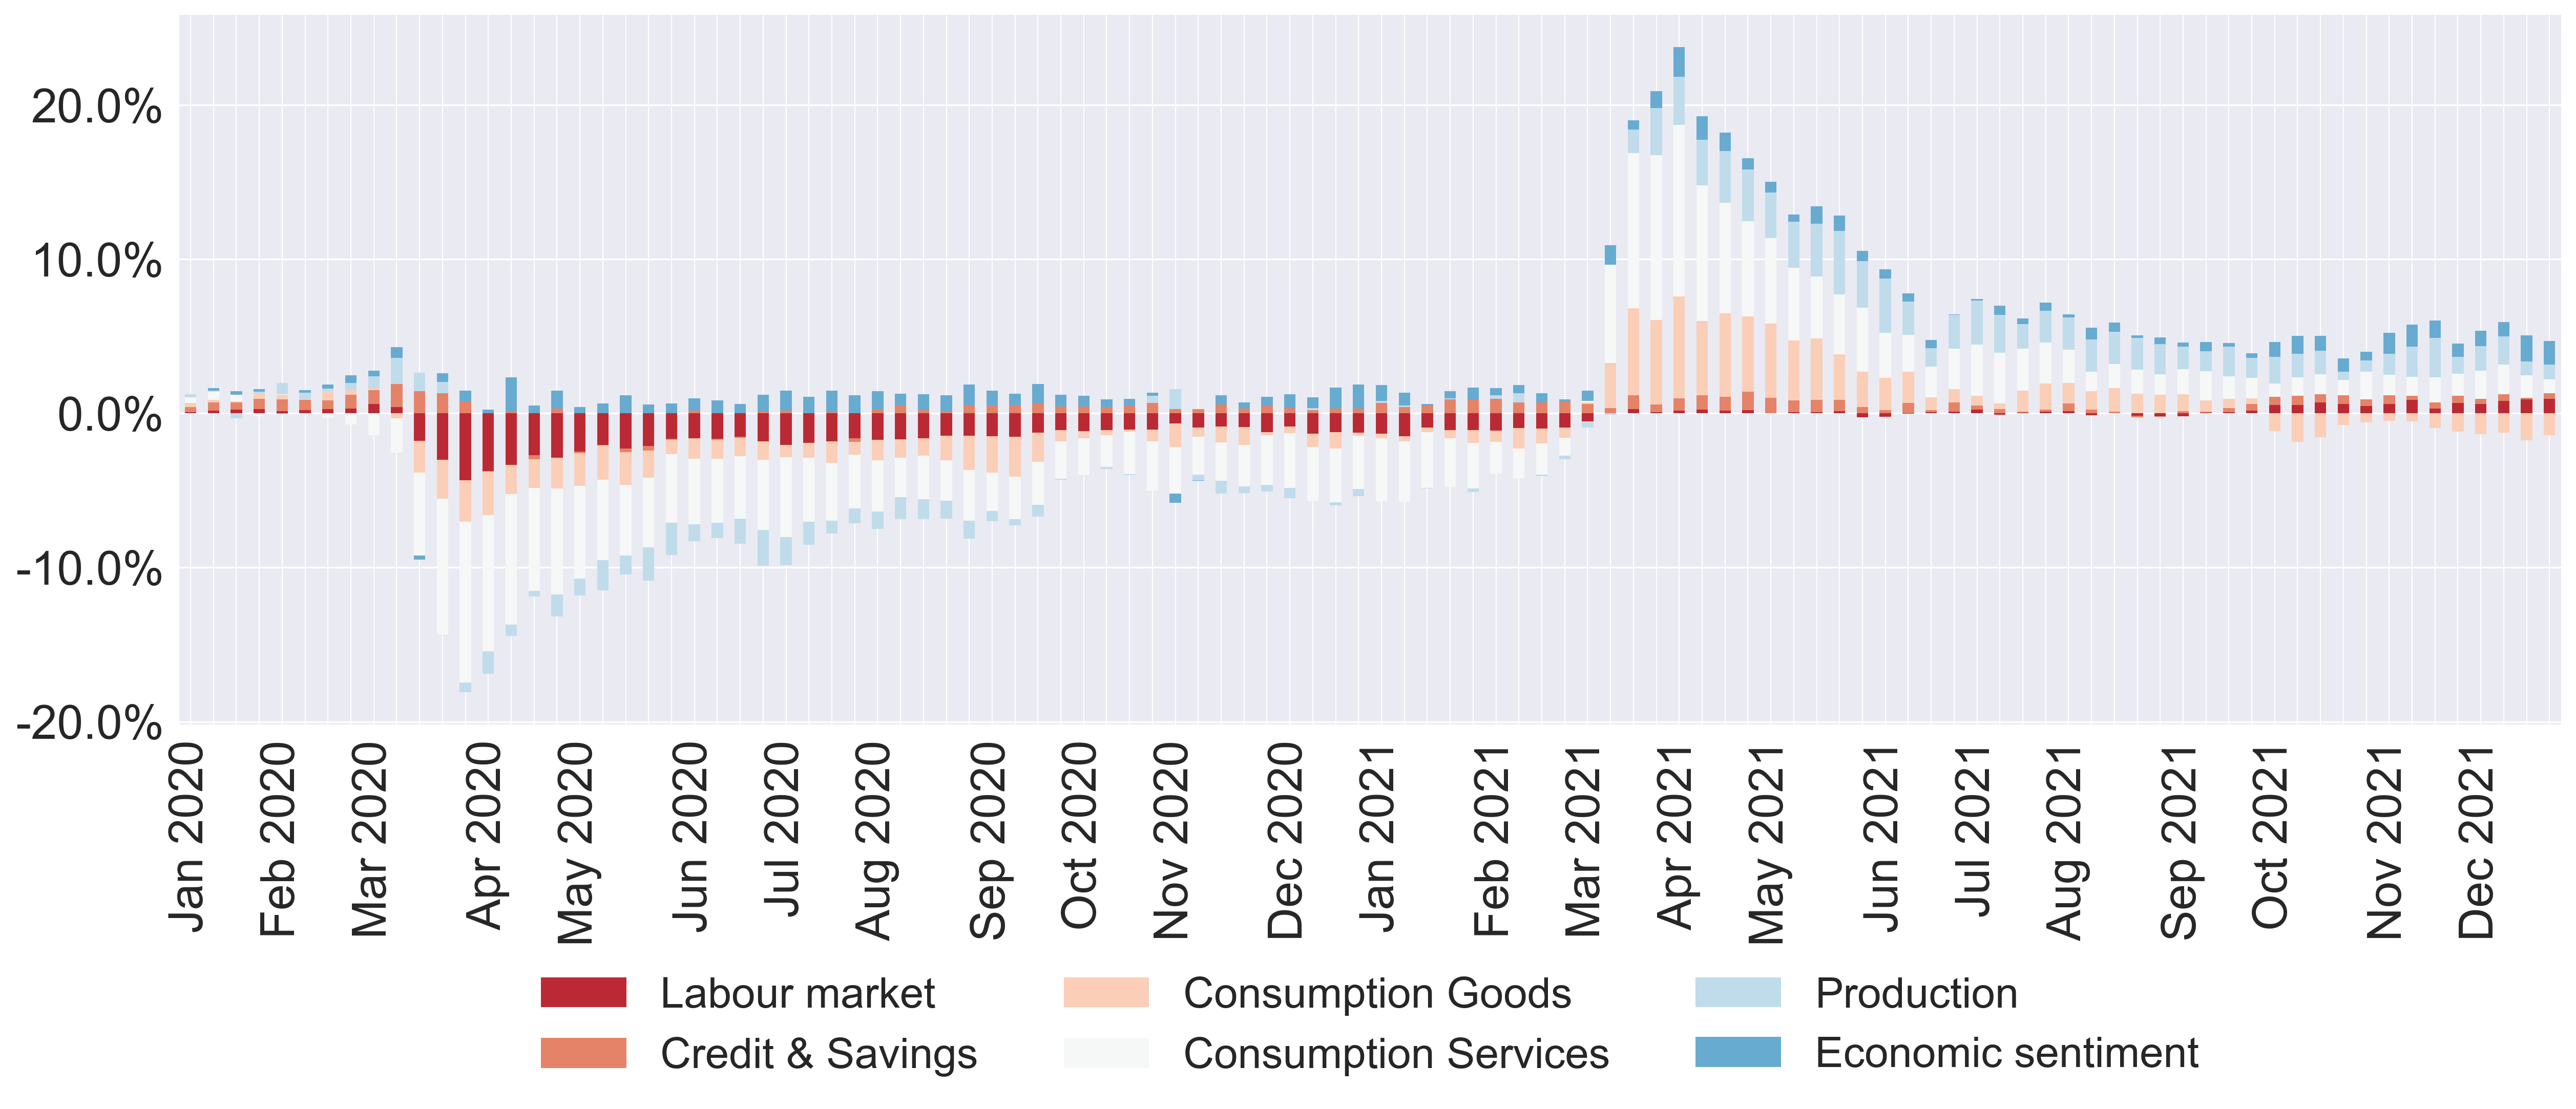 20.0%
10.0%
0.0%
-10.0%
-20.0%
Jan 2020
Feb 2020
Mar 2020
Apr 2020
May 2020
Jun 2020
Jul 2020
Aug 2020
Sep 2020
Oct 2020
Nov 2020
Dec 2020
Jan 2021
Feb 2021
Mar 2021
Apr 2021
May 2021
Jun 2021
Jul 2021
Aug 2021
Sep 2021
Oct 2021
Nov 2021
Dec 2021
Labour market
Consumption Goods
Production
Credit & Savings
Consumption Services
Economic sentiment